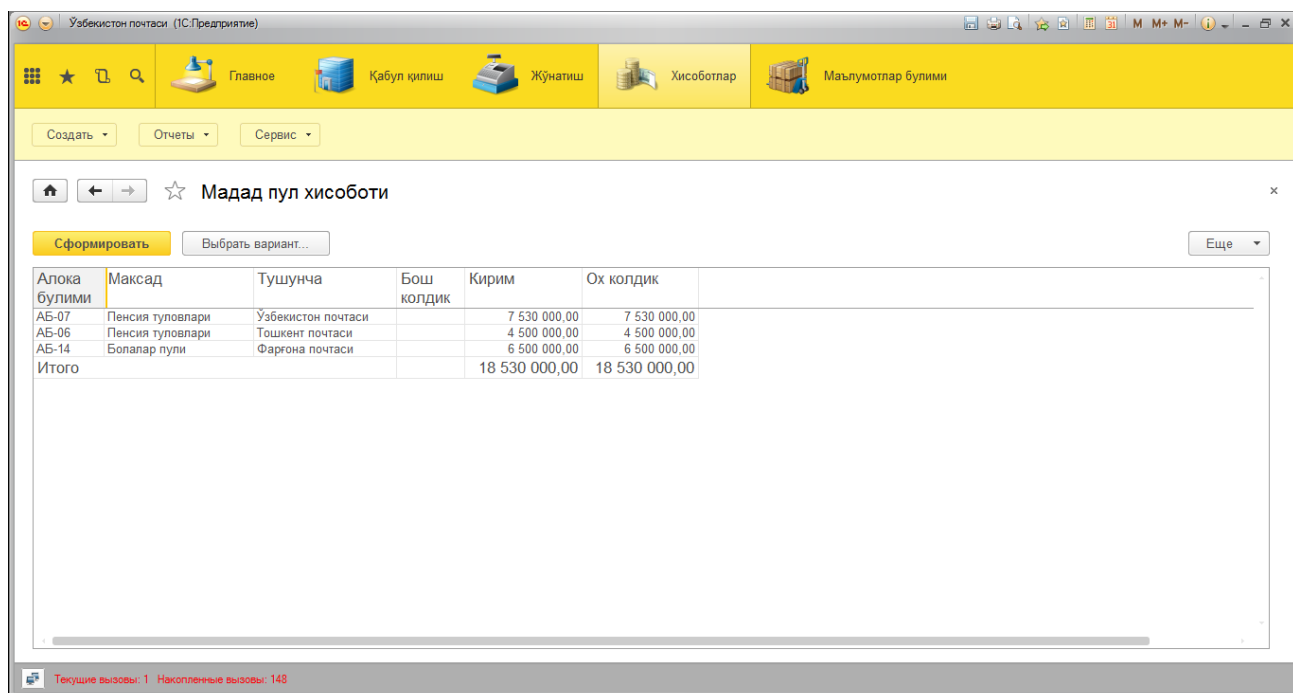 Ўзбекистон почтаси (1С:Предприятие)
M M+ M-
Главное Қабул қилиш Жўнатиш Хисоботлар Маълумотлар булими
Создать Отчеты Сервис
Мадад пул хисоботи
Сформировать Выбрать вариант... Еще
Алока Максад Тушунча Бош Кирим Ох колдик
булими колдик
АБ-07 Пенсия туловлари Ўзбекистон почтаси 7 530 000,00 7 530 000,00
АБ-06 Пенсия туловлари Тошкент почтаси 4 500 000,00 4 500 000,00
АБ-14 Болалар пули Фарғона почтаси 6 500 000,00 6 500 000,00
Итого 18 530 000,00 18 530 000,00
Текущие вызовы: 1 Накопленные вызовы: 148